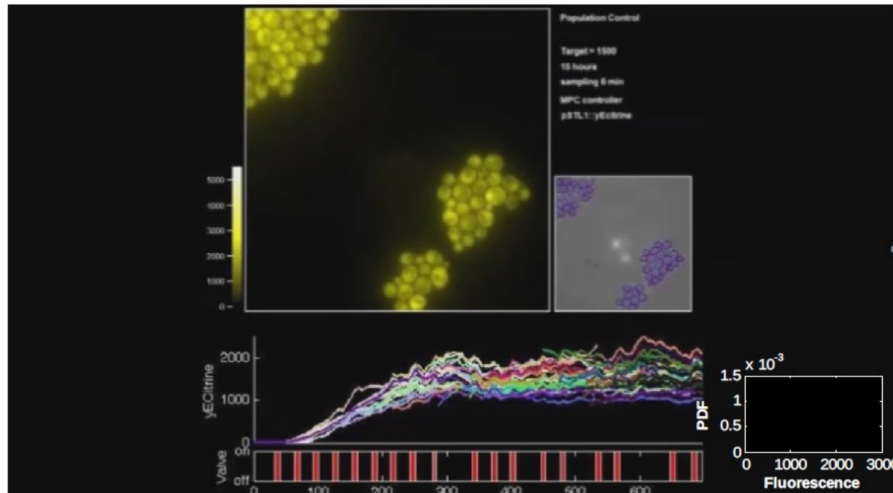 Population Control
Target = 1500
15 hours
sampling 6 min
MPC controller
pSTL1::yEcitrine
5000
4000
3000
2000
1000
0
yECitrine
2000
1000
0
Valve
on
off
0
100
200
300
400
500
600
x 10^-3
PDF
1.5
1
0.5
0
0
1000
2000
3000
Fluorescence